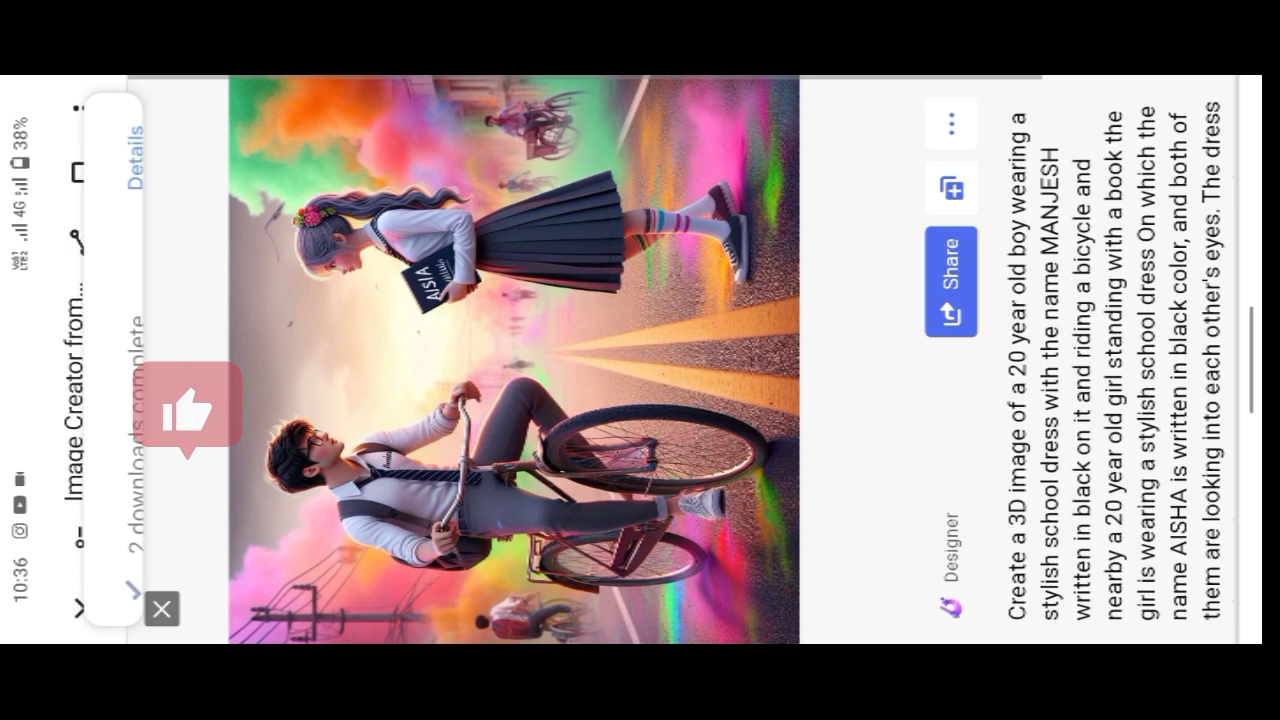 10:36
Vo)) LTE2 4G 38%
Image Creator from...
2 downloads complete
Details
AISIA
Designer
Share
Create a 3D image of a 20 year old boy wearing a
stylish school dress with the name MANJESH
written in black on it and riding a bicycle and
nearby a 20 year old girl standing with a book the
girl is wearing a stylish school dress On which the
name AISHA is written in black color, and both of
them are looking into each other's eyes. The dress